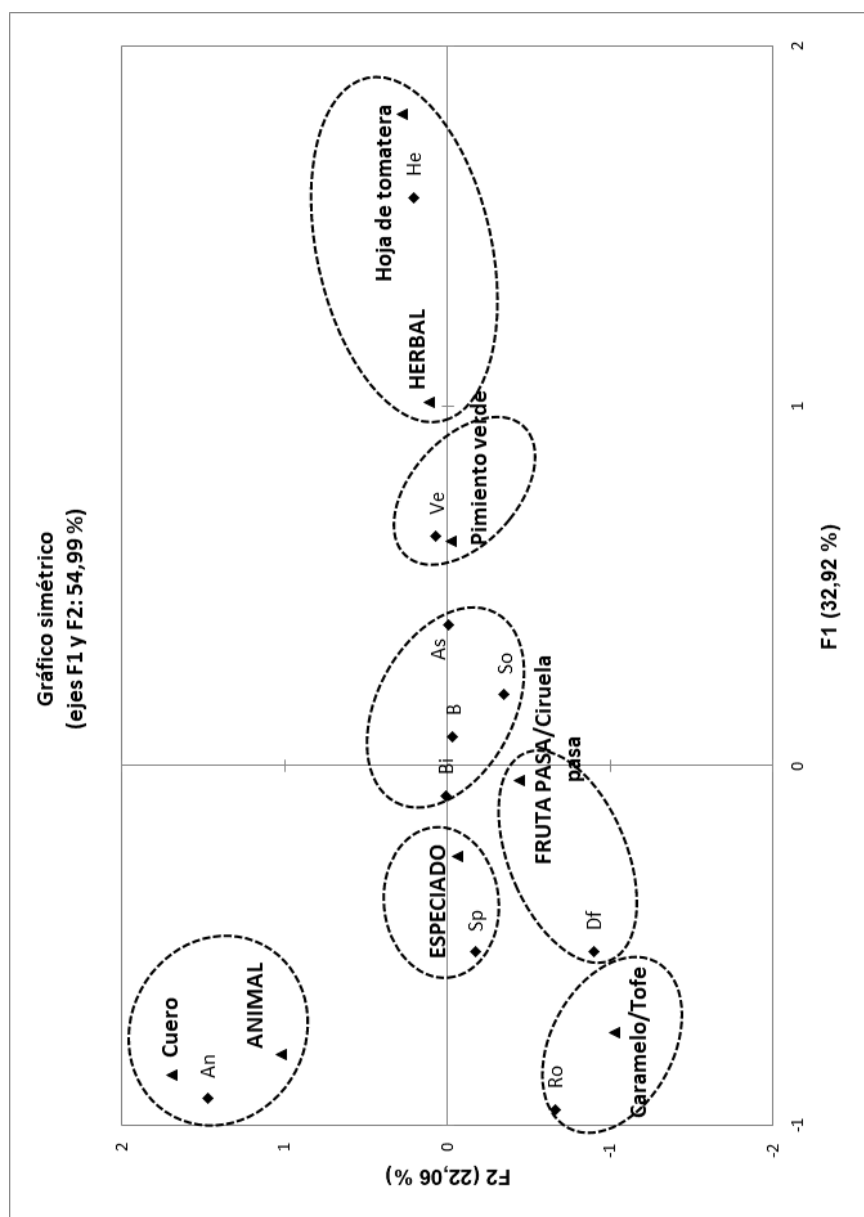 Gráfico simétrico
(ejes F1 y F2: 54,99 %)
2
1
0
-1
-2
F2 (22,06 %)
-1
0
1
2
F1 (32,92 %)
Cuero
An
ANIMAL
ESPECIADO
Sp
Bi
B
As
So
Ve
Pimiento verde
HERBAL
Hoja de tomatera
He
FRUTA PASA/Ciruela
pasa
Df
Ro
Caramelo/Tofe